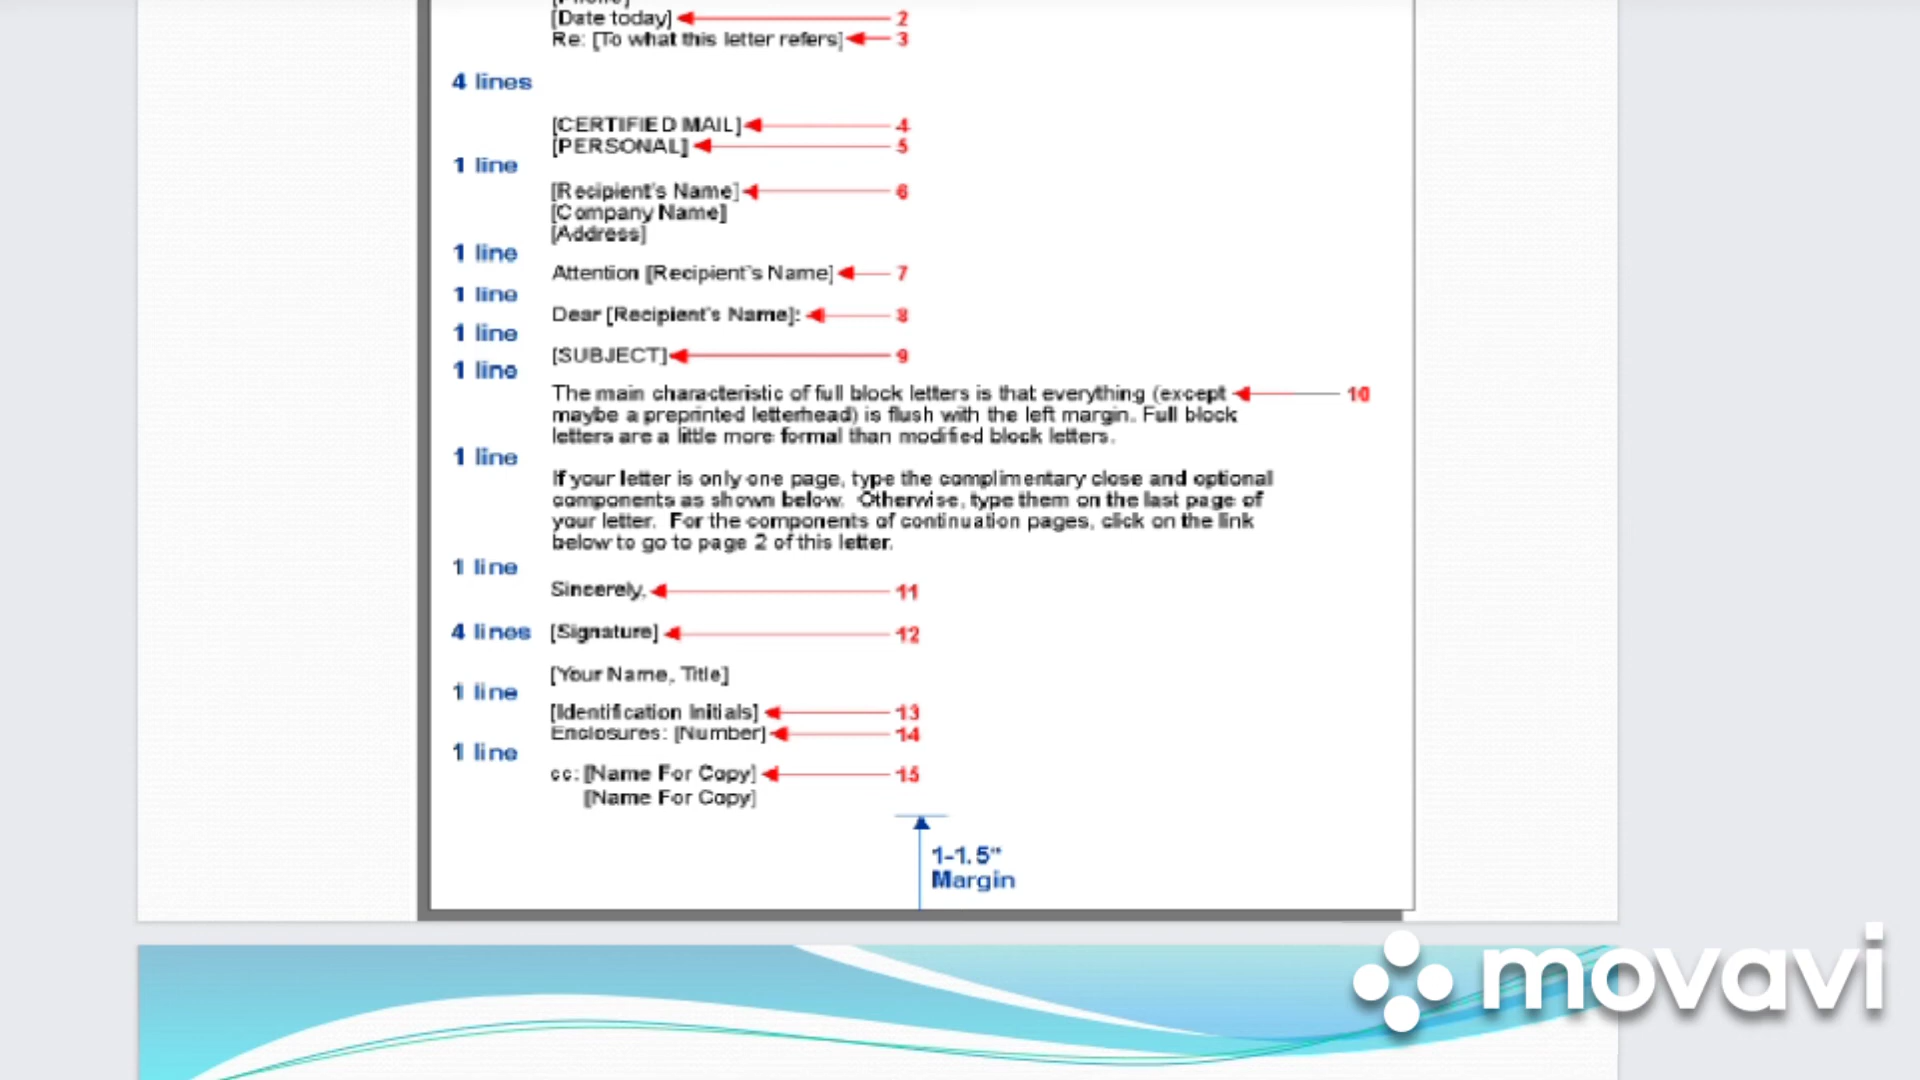 [Date today] 2
Re: [To what this letter refers] 3
4 lines
[CERTIFIED MAIL] 4
[PERSONAL] 5
1 line
[Recipient's Name] 6
[Company Name]
[Address]
1 line
Attention [Recipient's Name] 7
1 line
Dear [Recipient's Name]: 8
1 line
[SUBJECT] 9
1 line
The main characteristic of full block letters is that everything (except 10
maybe a preprinted letterhead) is flush with the left margin. Full block
letters are a little more formal than modified block letters.
1 line
If your letter is only one page, type the complimentary close and optional
components as shown below. Otherwise, type them on the last page of
your letter. For the components of continuation pages, click on the link
below to go to page 2 of this letter.
1 line
Sincerely, 11
4 lines [Signature] 12
[Your Name, Title]
1 line
[Identification Initials] 13
Enclosures: [Number] 14
1 line
cc: [Name For Copy] 15
[Name For Copy]
1-1.5"
Margin
movavi